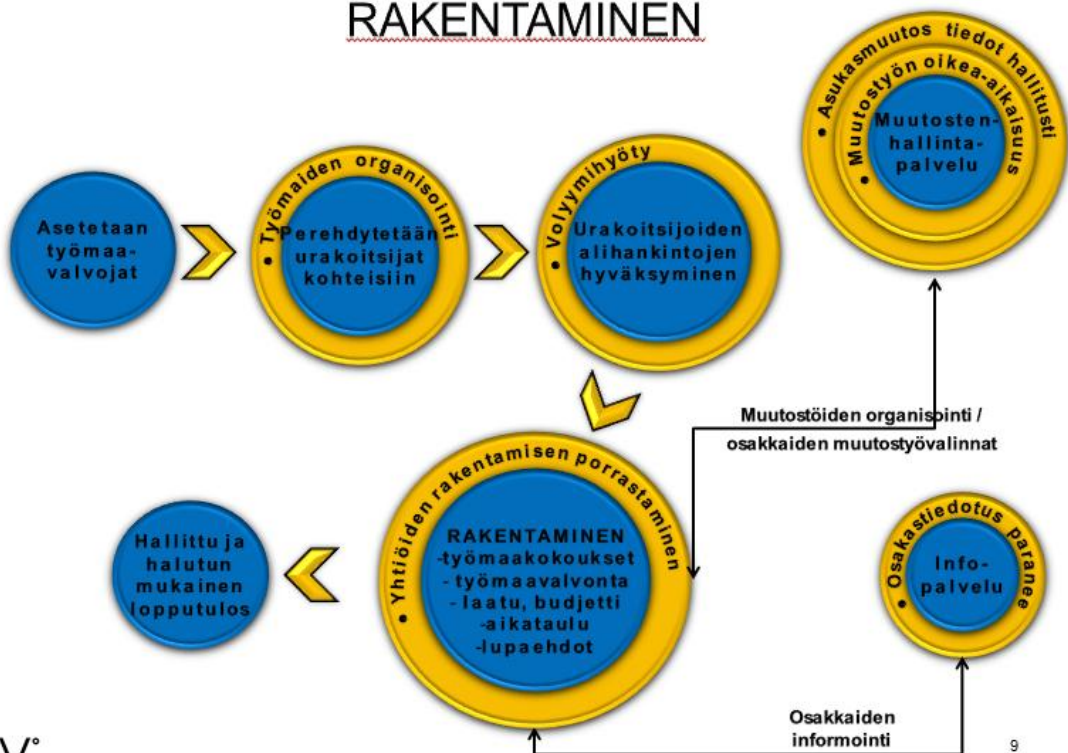 RAKENTAMINEN
Asetetaan
työmaa-
valvojat
• Työmaiden organisointi
Perehdytetään
urakoitsijat
kohteisiin
• Volyymihyöty
Urakoitsijoiden
alihankintojen
hyväksyminen
• Asukasmuutos tiedot hallitusti
• Muutostyön oikea-aikaisuus
Muutosten-
hallinta-
palvelu
Muutostöiden organisointi /
osakkaiden muutostyövalinnat
• Yhtiöiden rakentamisen porrastaminen
RAKENTAMINEN
-työmaakokoukset
- työmaavalvonta
- laatu, budjetti
-aikataulu
-lupaehdot
Hallittu ja
halutun
mukainen
lopputulos
• Osakastiedotus paranee
Info-
palvelu
Osakkaiden
informointi
9